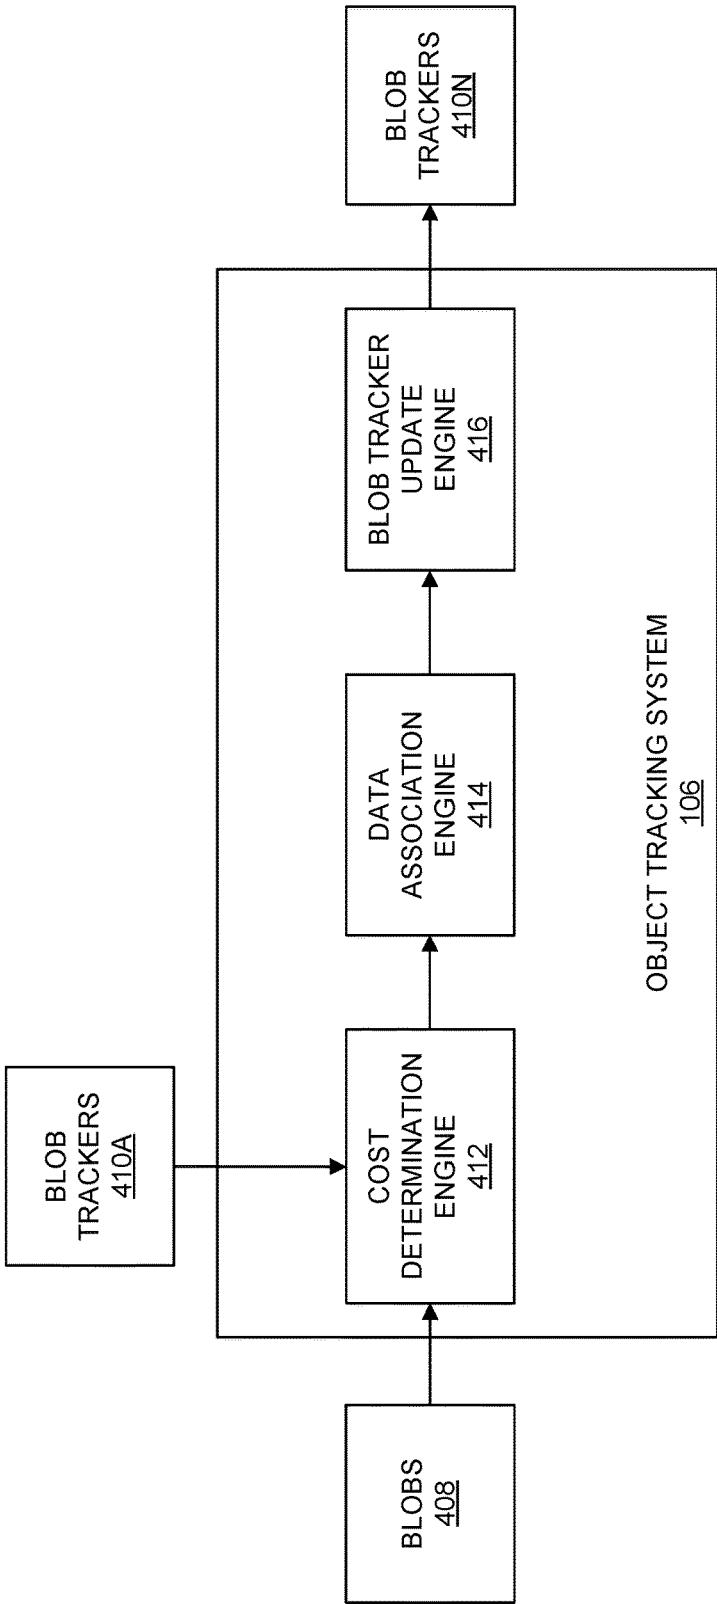 BLOB
TRACKERS
410A
BLOBS
408
COST
DETERMINATION
ENGINE
412
DATA
ASSOCIATION
ENGINE
414
BLOB TRACKER
UPDATE
ENGINE
416
BLOB
TRACKERS
410N
OBJECT TRACKING SYSTEM
106